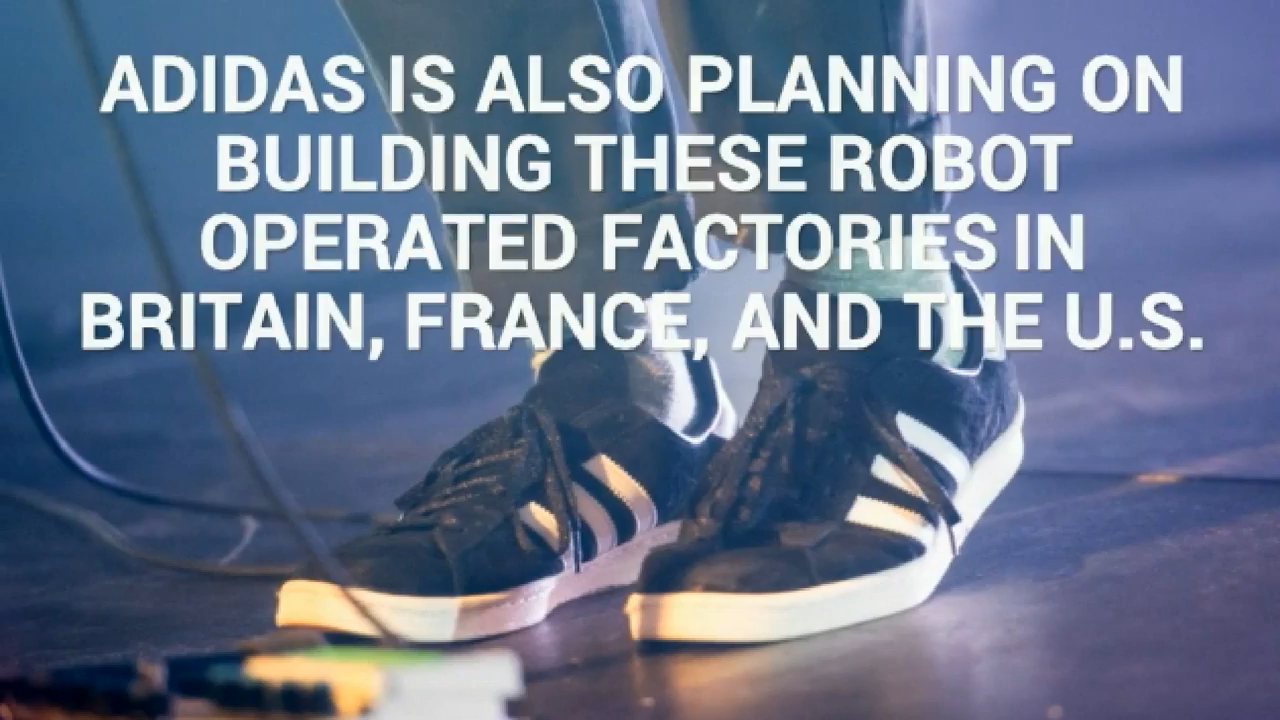 ADIDAS IS ALSO PLANNING ON
BUILDING THESE ROBOT
OPERATED FACTORIES IN
BRITAIN, FRANCE, AND THE U.S.